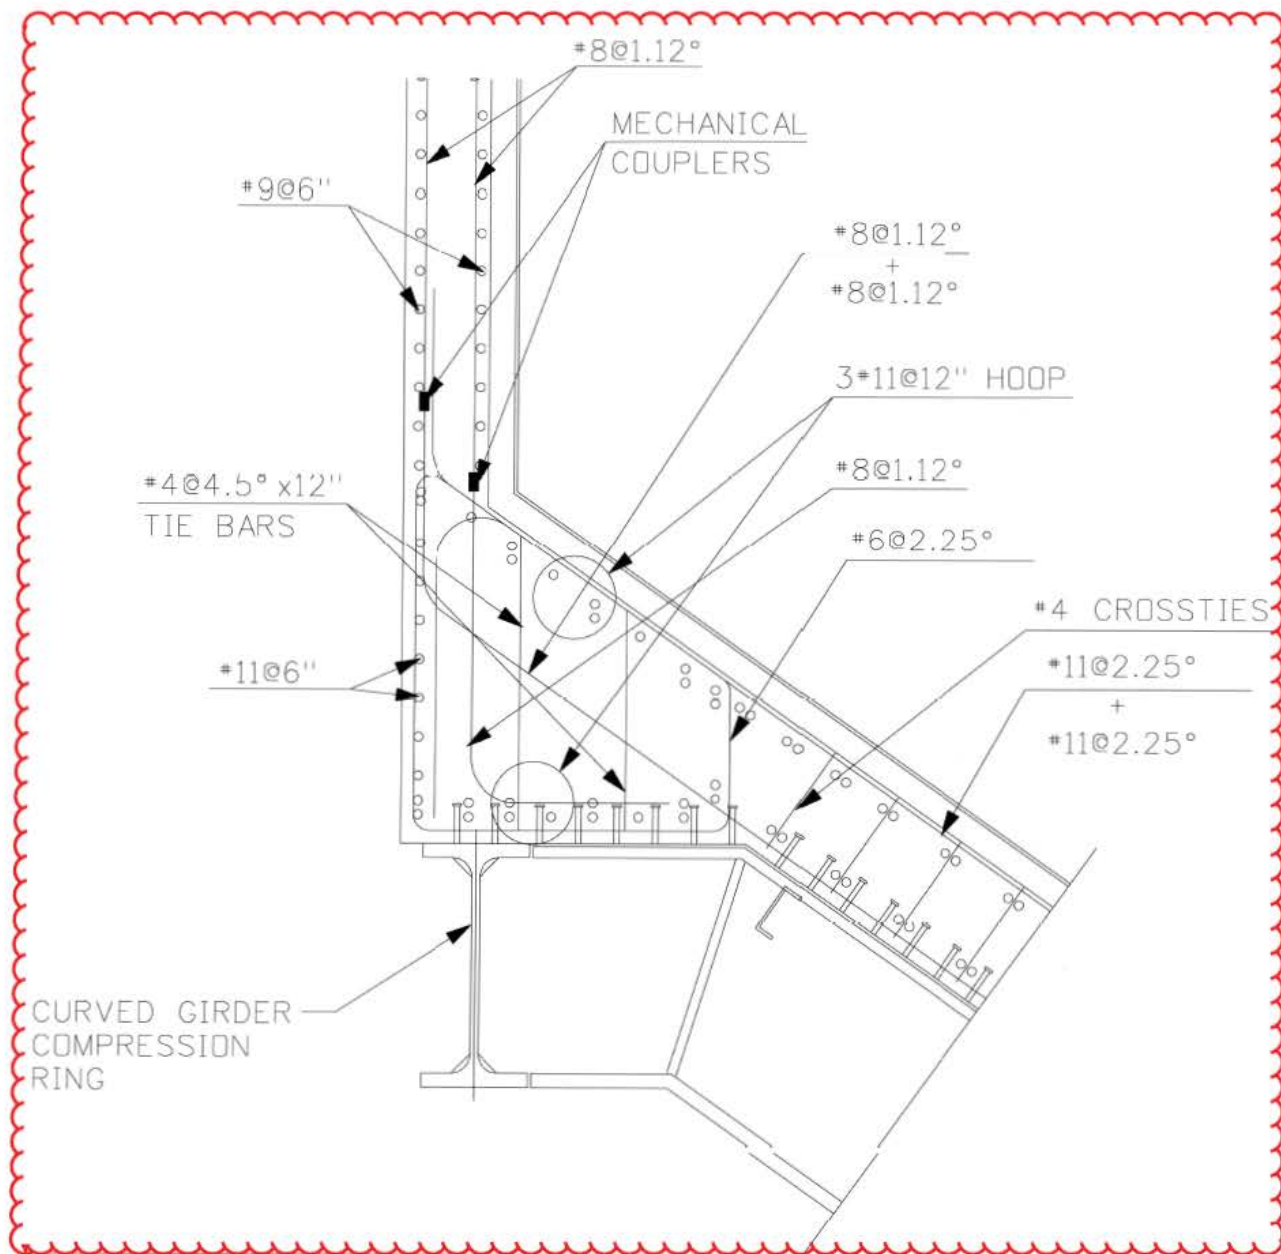 #8@1.12°
MECHANICAL
COUPLERS
#9@6"
#8@1.12°
+
#8@1.12°
3#11@12" HOOP
#8@1.12°
#4@4.5° x12"
TIE BARS
#6@2.25°
#4 CROSSTIES
#11@6"
#11@2.25°
+
#11@2.25°
CURVED GIRDER
COMPRESSION
RING